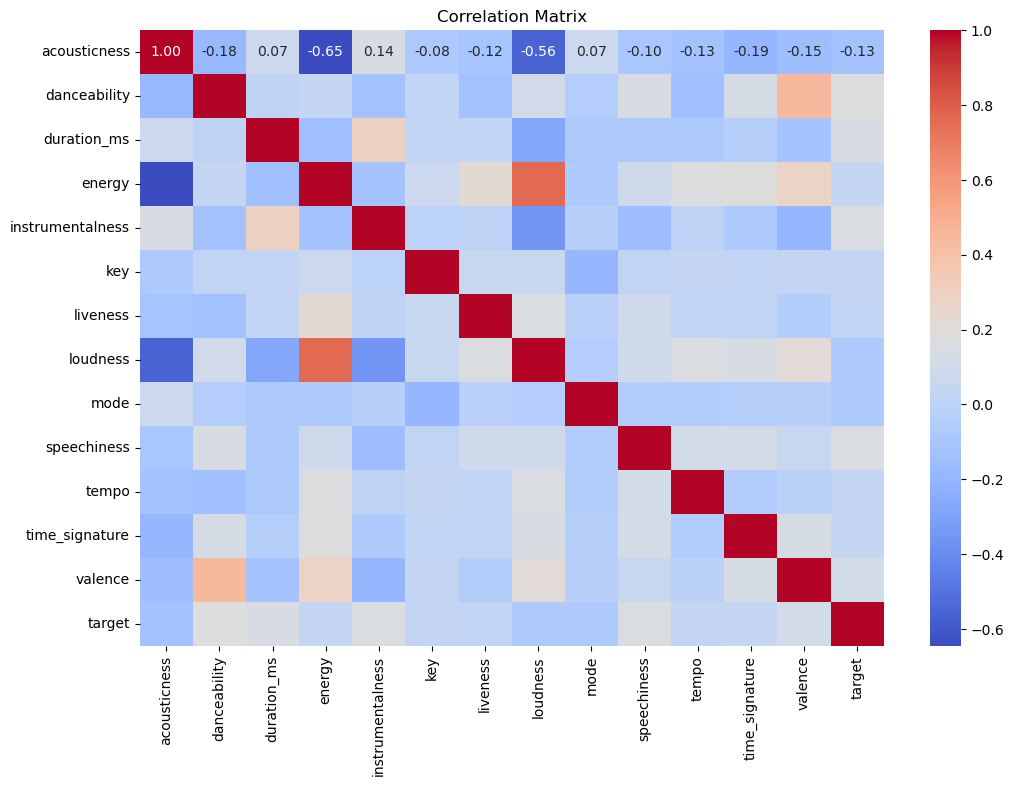 Correlation Matrix
acousticness 1.00 -0.18 0.07 -0.65 0.14 -0.08 -0.12 -0.56 0.07 -0.10 -0.13 -0.19 -0.15 -0.13
danceability
duration_ms
energy
instrumentalness
key
liveness
loudness
mode
speechiness
tempo
time_signature
valence
target
acousticness danceability duration_ms energy instrumentalness key liveness loudness mode speechiness tempo time_signature valence target
1.0
0.8
0.6
0.4
0.2
0.0
−0.2
−0.4
−0.6